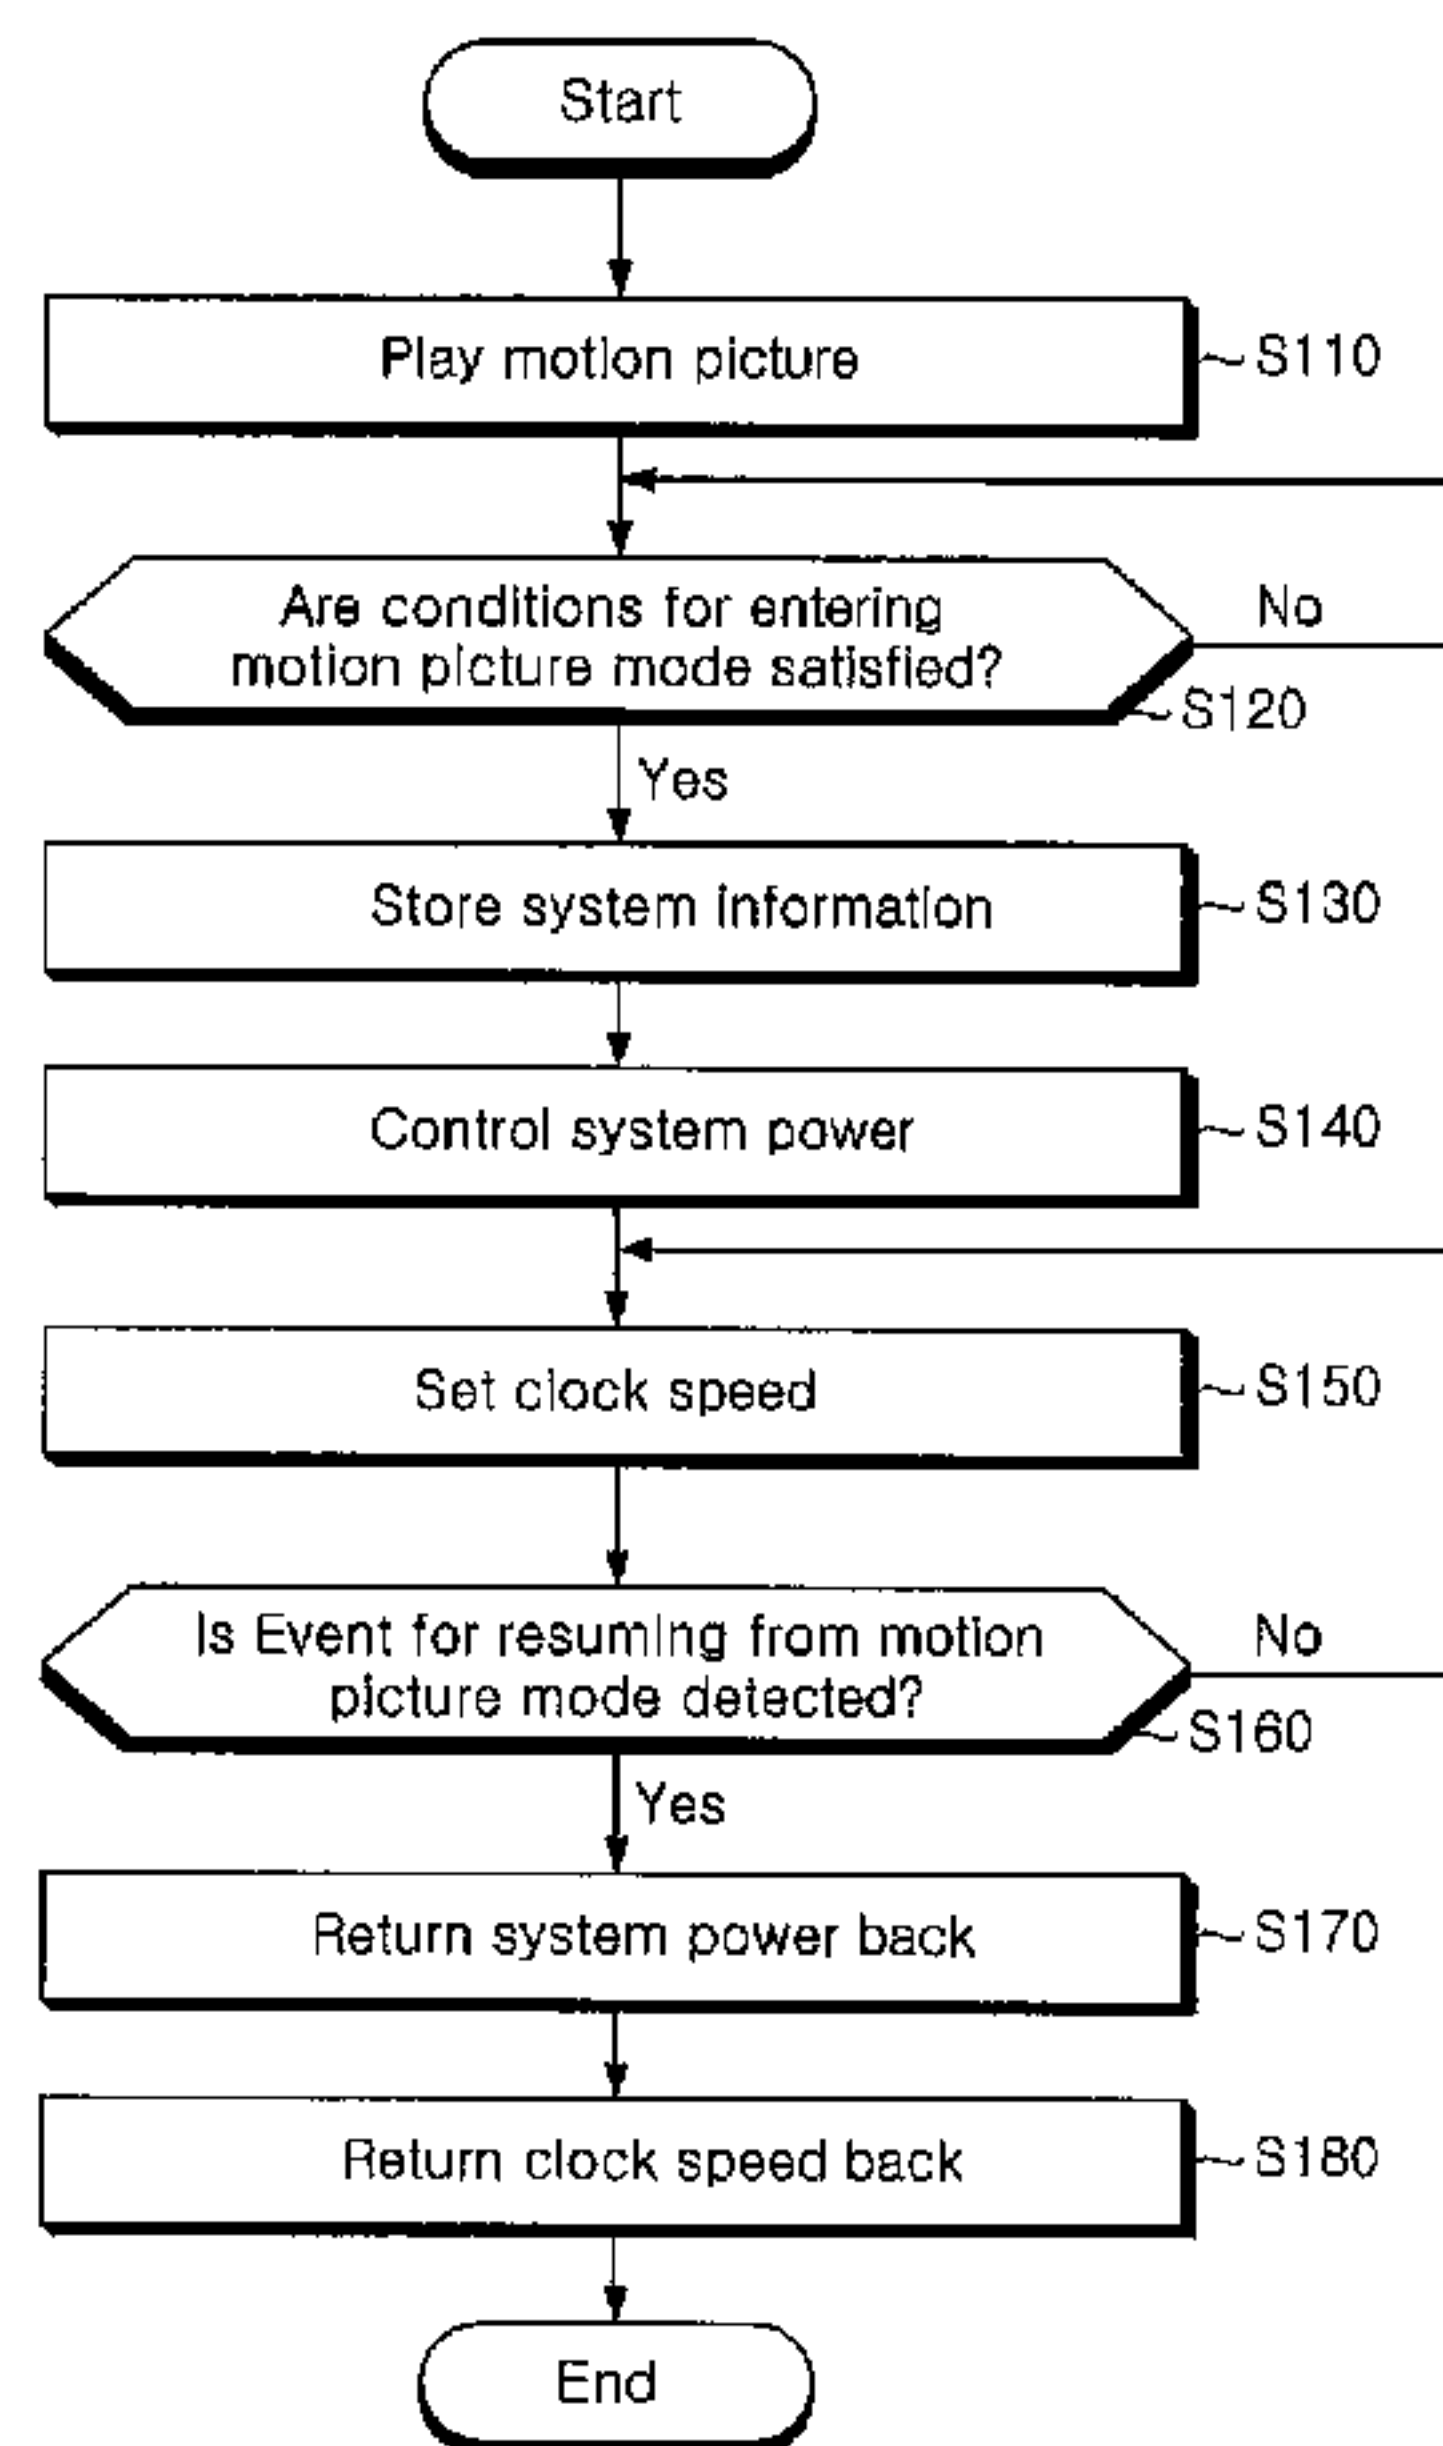 Start
Play motion picture
S110
Are conditions for entering
motion picture mode satisfied?
No
S120
Yes
Store system information
S130
Control system power
S140
Set clock speed
S150
Is Event for resuming from motion
picture mode detected?
No
S160
Yes
Return system power back
S170
Return clock speed back
S180
End